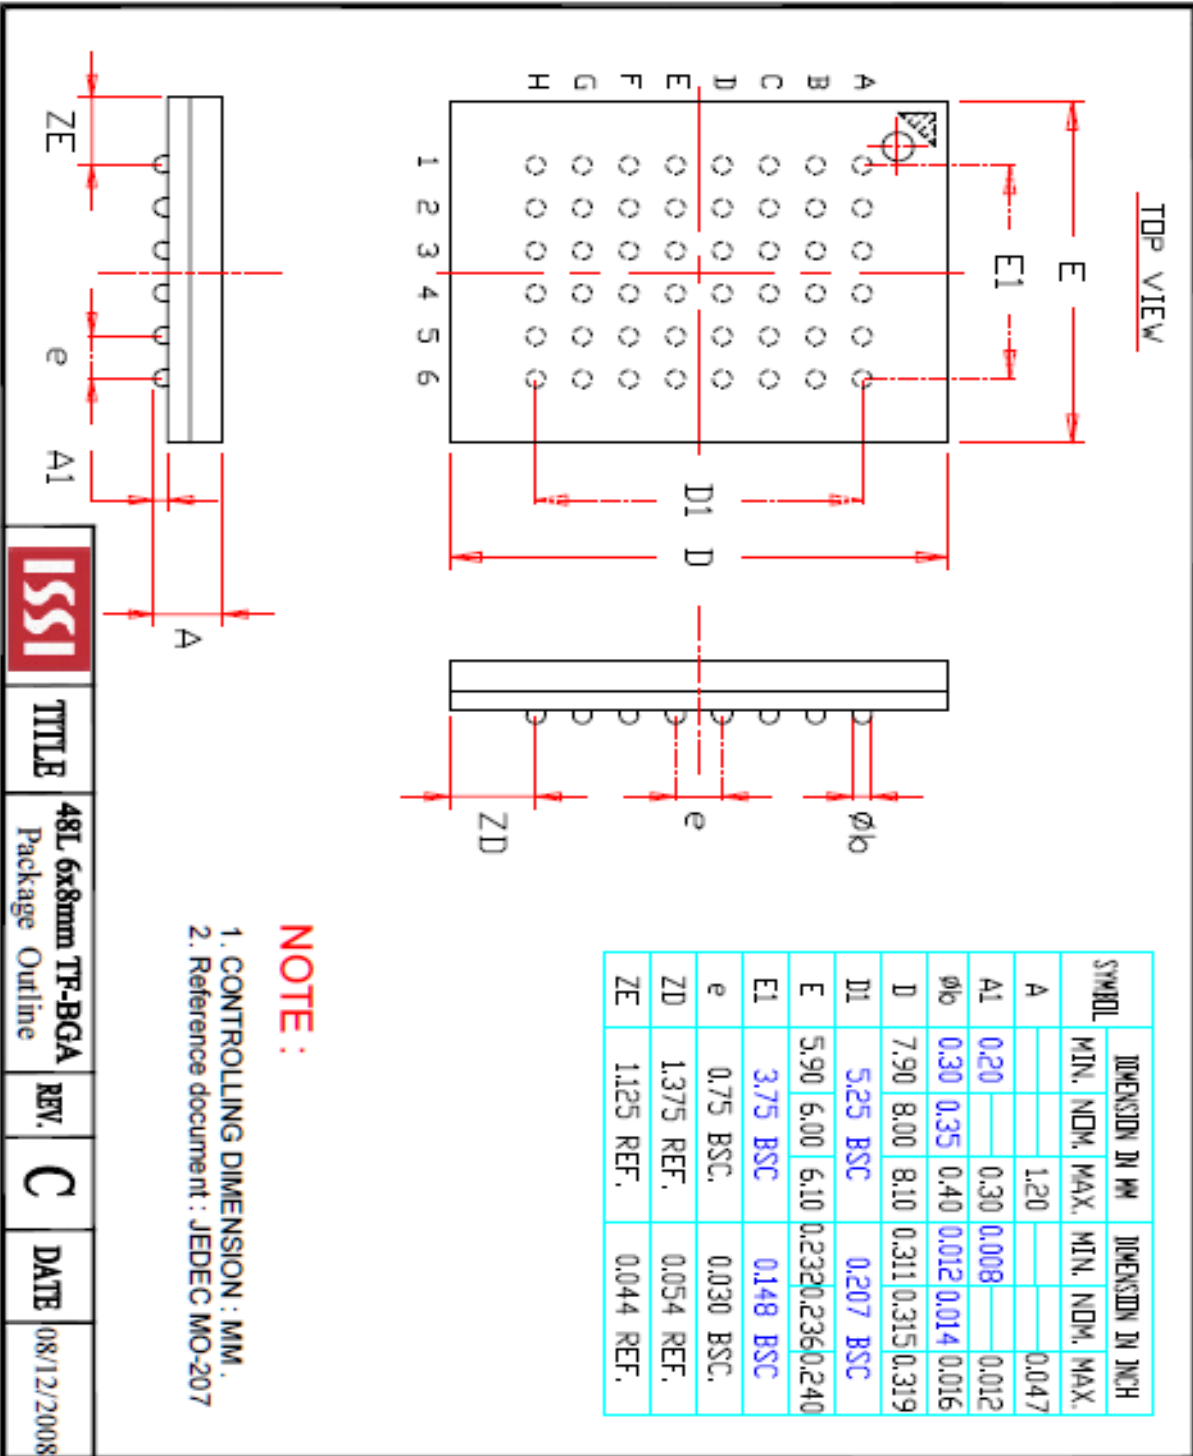 TOP VIEW
E
E1
A B C D E F G H
1 2 3 4 5 6
D1
D
ZE
e
A1
A
Øb
e
ZD
SYMBOL DIMENSION IN MM DIMENSION IN INCH
MIN. NOM. MAX. MIN. NOM. MAX.
A 1.20 0.047
A1 0.20 0.30 0.008 0.012
Øb 0.30 0.35 0.40 0.012 0.014 0.016
D 7.90 8.00 8.10 0.311 0.315 0.319
D1 5.25 BSC 0.207 BSC
E 5.90 6.00 6.10 0.232 0.236 0.240
E1 3.75 BSC 0.148 BSC
e 0.75 BSC. 0.030 BSC.
ZD 1.375 REF. 0.054 REF.
ZE 1.125 REF. 0.044 REF.
NOTE :
1. CONTROLLING DIMENSION : MM .
2. Reference document : JEDEC MO-207
ISSI
TITLE
48L 6x8mm TF-BGA
Package Outline
REV.
C
DATE
08/12/2008